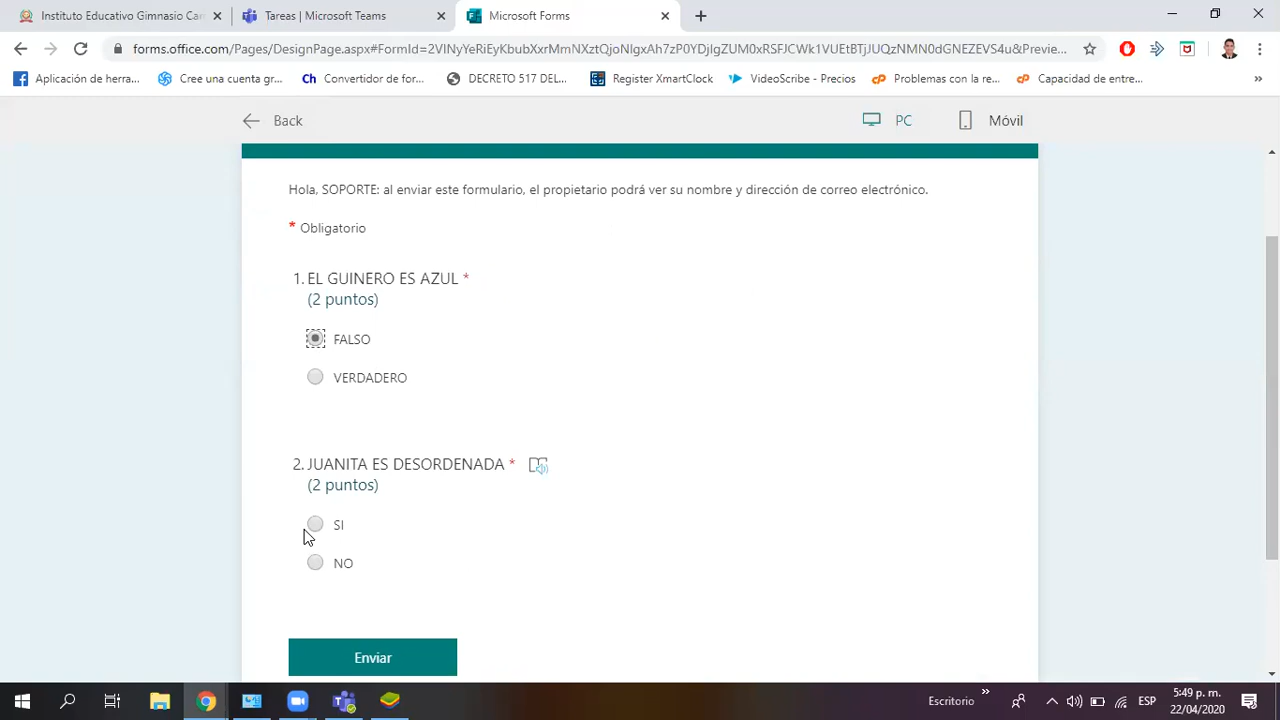 Instituto Educativo Gimnasio Ca
Tareas | Microsoft Teams
Microsoft Forms
forms.office.com/Pages/DesignPage.aspx#FormId=2VINyYeRiEyKbubXxrMmNXztQjoNIgxAh7zP0YDjIgZUM0xRSFJCWk1VUEtBTjJUQzNMN0dGNEZEVS4u&Previe...
Aplicación de herra...
Cree una cuenta gr...
Ch Convertidor de for...
DECRETO 517 DEL...
Register XmartClock
VideoScribe - Precios
cp Problemas con la re...
cp Capacidad de entre...
»
Back
PC
Móvil
Hola, SOPORTE: al enviar este formulario, el propietario podrá ver su nombre y dirección de correo electrónico.
* Obligatorio
1. EL GUINERO ES AZUL *
(2 puntos)
FALSO
VERDADERO
2. JUANITA ES DESORDENADA *
(2 puntos)
SI
NO
Enviar
Escritorio
»
ESP
5:49 p. m.
22/04/2020